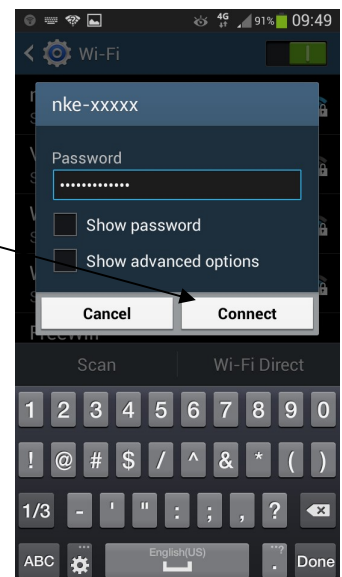 4G 91% 09:49
Wi-Fi
nke-xxxxx
Password
•••••••••••••
Show password
Show advanced options
Cancel Connect
Scan Wi-Fi Direct
1 2 3 4 5 6 7 8 9 0
! @ # $ / ^ & * ( )
1/3 - ' " : ; , ?
ABC English(US) . Done